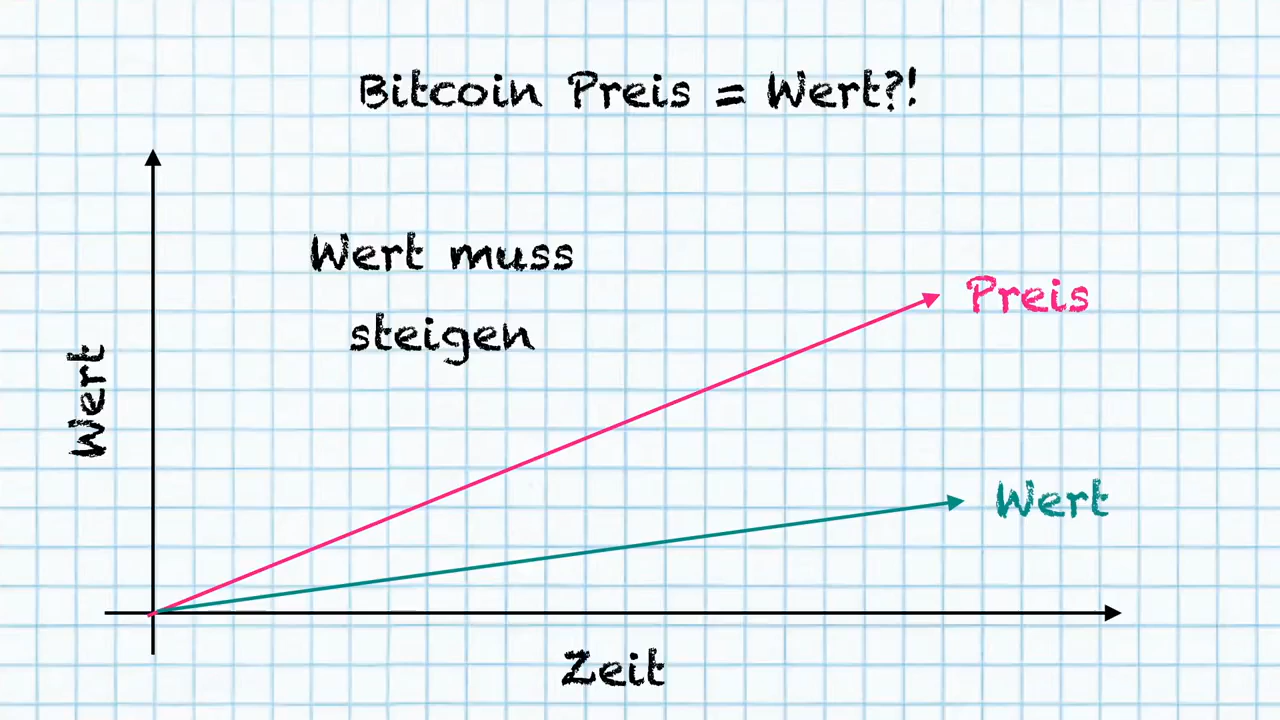 Bitcoin Preis = Wert?!
Wert muss
steigen
Preis
Wert
Wert
Zeit